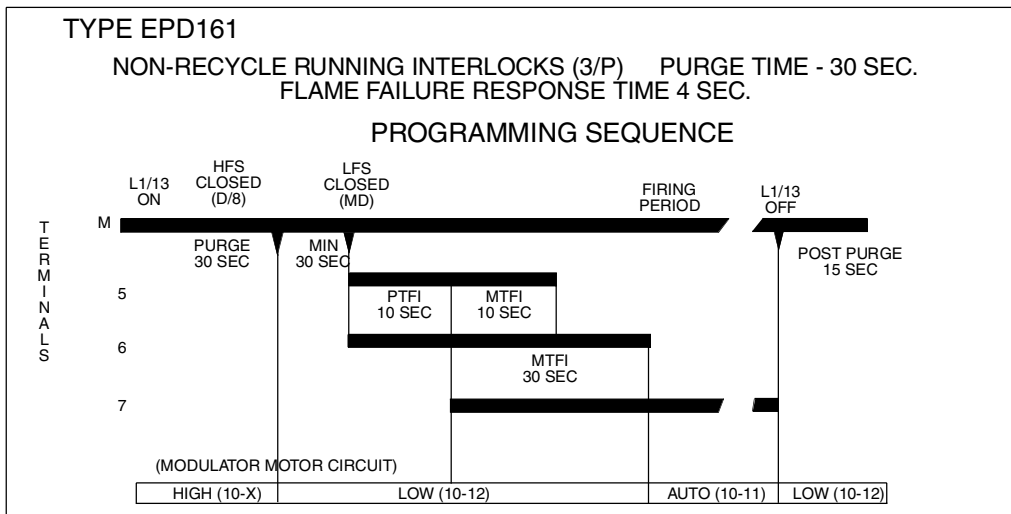 TYPE EPD161
NON-RECYCLE RUNNING INTERLOCKS (3/P) PURGE TIME - 30 SEC.
FLAME FAILURE RESPONSE TIME 4 SEC.
PROGRAMMING SEQUENCE
L1/13
ON
HFS
CLOSED
(D/8)
LFS
CLOSED
(MD)
FIRING
PERIOD
L1/13
OFF
TERMINALS
M
PURGE
30 SEC
MIN
30 SEC
POST PURGE
15 SEC
5
PTFI
10 SEC
MTFI
10 SEC
6
MTFI
30 SEC
7
(MODULATOR MOTOR CIRCUIT)
HIGH (10-X) LOW (10-12) AUTO (10-11) LOW (10-12)